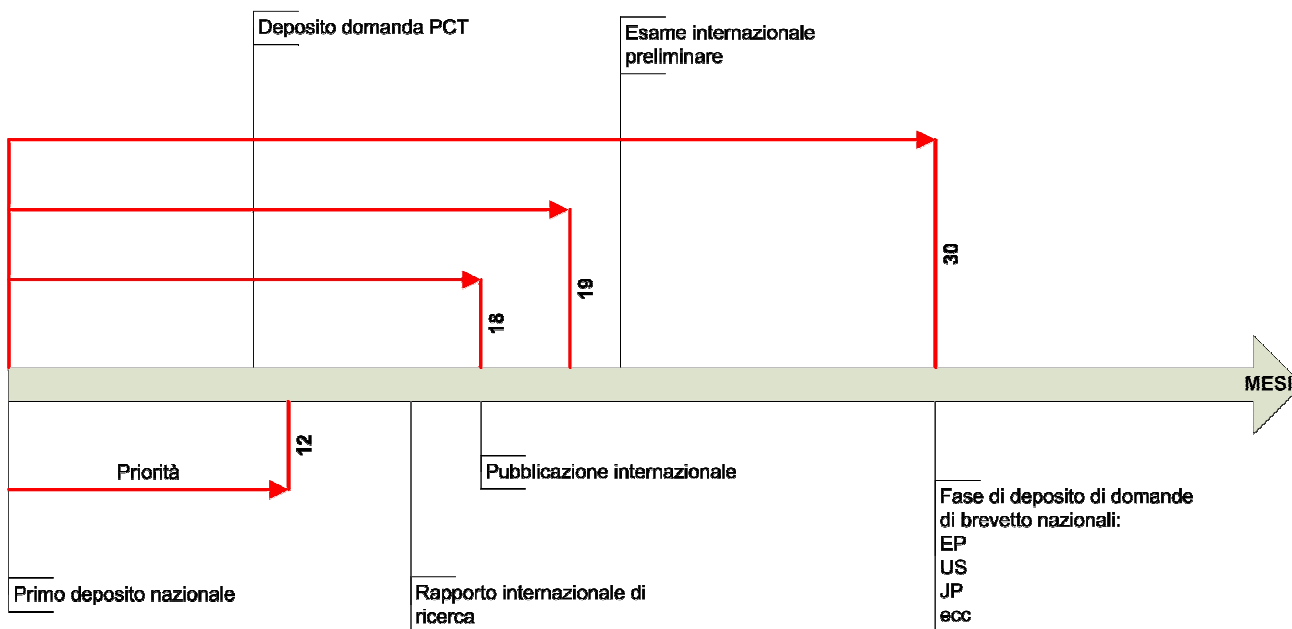 Deposito domanda PCT
Esame internazionale
preliminare
30
19
18
MESI
12
Priorità
Pubblicazione internazionale
Fase di deposito di domande
di brevetto nazionali:
EP
US
JP
ecc
Primo deposito nazionale
Rapporto internazionale di
ricerca